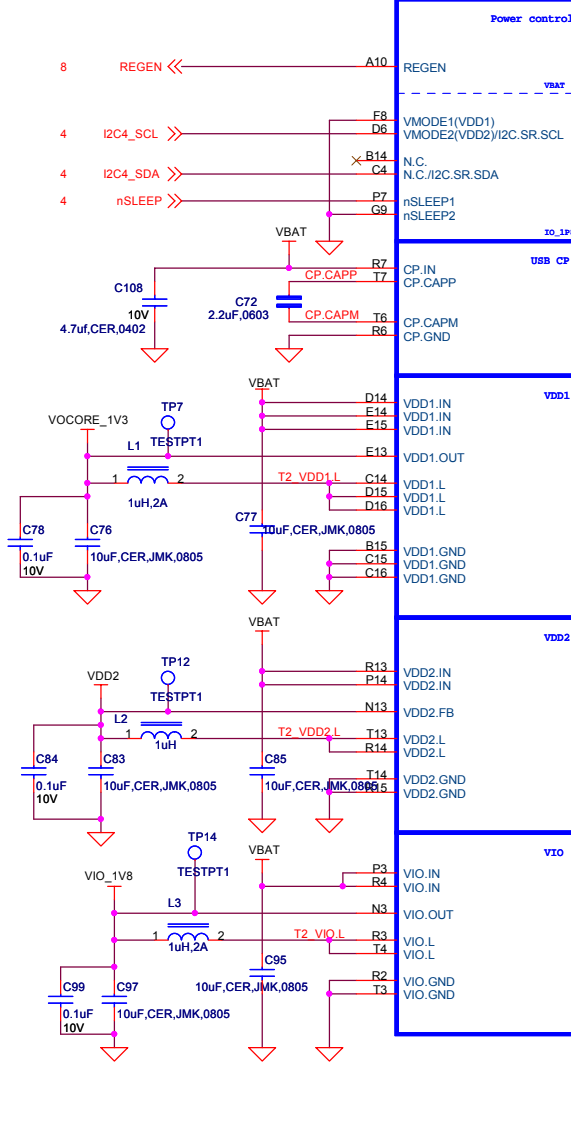 Power control
8 REGEN A10 REGEN
VBAT
F8 VMODE1(VDD1)
4 I2C4_SCL D6 VMODE2(VDD2)/I2C.SR.SCL
B14 N.C.
4 I2C4_SDA C4 N.C./I2C.SR.SDA
4 nSLEEP P7 nSLEEP1
G9 nSLEEP2
VBAT
USB CP
R7 CP.IN
CP.CAPP T7 CP.CAPP
C108
10V
4.7uf,CER,0402
C72
2.2uF,0603
CP.CAPM T6 CP.CAPM
R6 CP.GND
VBAT
VDD1
D14 VDD1.IN
E14 VDD1.IN
E15 VDD1.IN
TP7
TESTPT1
VOCORE_1V3
E13 VDD1.OUT
L1
1 2
1uH,2A
T2_VDD1.L C14 VDD1.L
D15 VDD1.L
D16 VDD1.L
C78
0.1uF
10V
C76
10uF,CER,JMK,0805
C77
10uF,CER,JMK,0805
B15 VDD1.GND
C15 VDD1.GND
C16 VDD1.GND
VBAT
VDD2
R13 VDD2.IN
P14 VDD2.IN
TP12
TESTPT1
VDD2
N13 VDD2.FB
L2
1 2
1uH
T2_VDD2.L T13 VDD2.L
R14 VDD2.L
C84
0.1uF
10V
C83
10uF,CER,JMK,0805
C85
10uF,CER,JMK,0805
T14 VDD2.GND
R15 VDD2.GND
TP14
TESTPT1
VBAT
VIO
P3 VIO.IN
R4 VIO.IN
VIO_1V8
N3 VIO.OUT
L3
1 2
1uH,2A
T2_VIO.L R3 VIO.L
T4 VIO.L
C99
0.1uF
10V
C97
10uF,CER,JMK,0805
C95
10uF,CER,JMK,0805
R2 VIO.GND
T3 VIO.GND